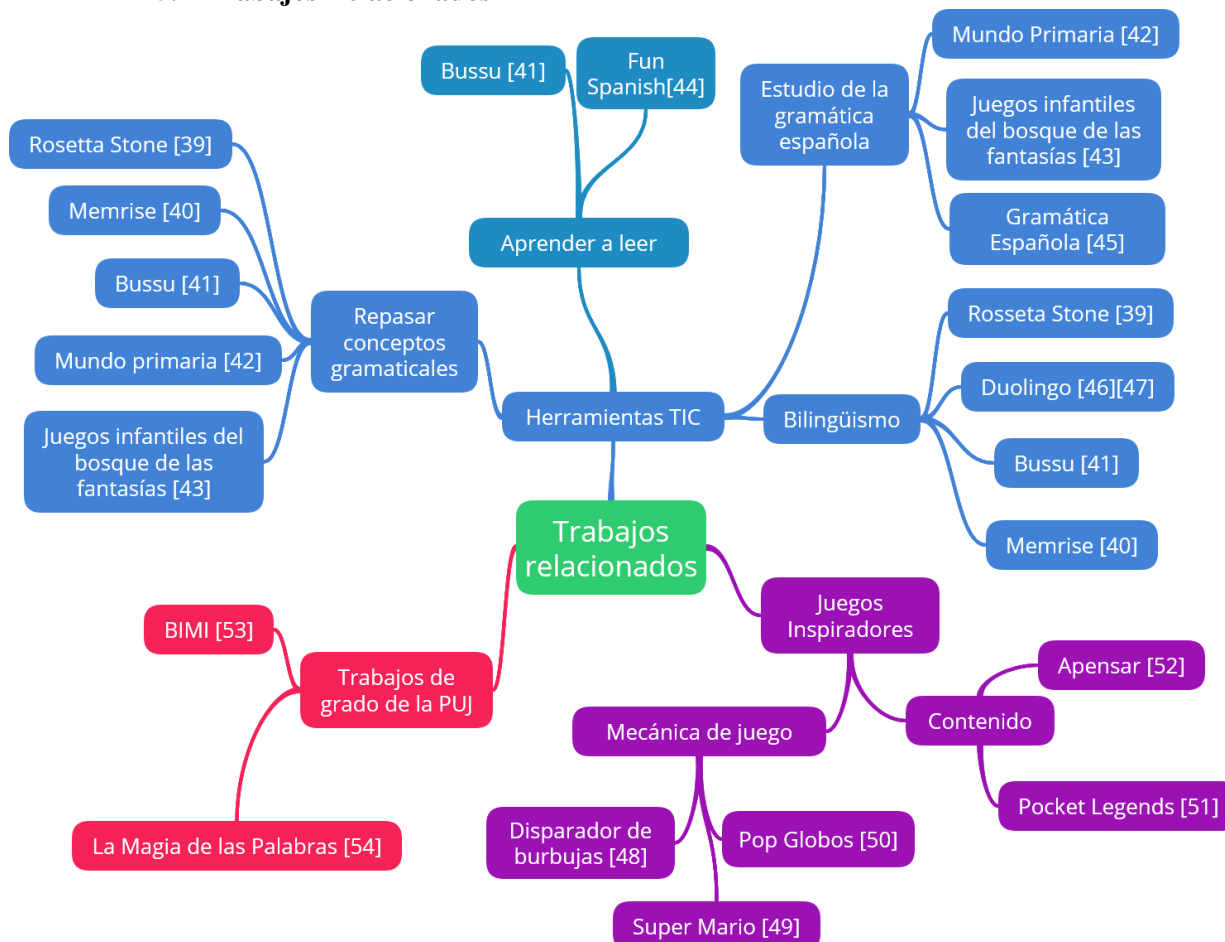 Trabajos Relacionados
Bussu [41]
Fun
Spanish[44]
Aprender a leer
Mundo Primaria [42]
Estudio de la
gramática
española
Juegos infantiles
del bosque de las
fantasías [43]
Gramática
Española [45]
Rosetta Stone [39]
Memrise [40]
Bussu [41]
Mundo primaria [42]
Juegos infantiles del
bosque de las
fantasías [43]
Repasar
conceptos
gramaticales
Herramientas TIC
Bilingüismo
Rosseta Stone [39]
Duolingo [46][47]
Bussu [41]
Memrise [40]
Trabajos
relacionados
BIMI [53]
Trabajos de
grado de la PUJ
La Magia de las Palabras [54]
Juegos
Inspiradores
Apensar [52]
Contenido
Pocket Legends [51]
Mecánica de juego
Disparador de
burbujas [48]
Pop Globos [50]
Super Mario [49]